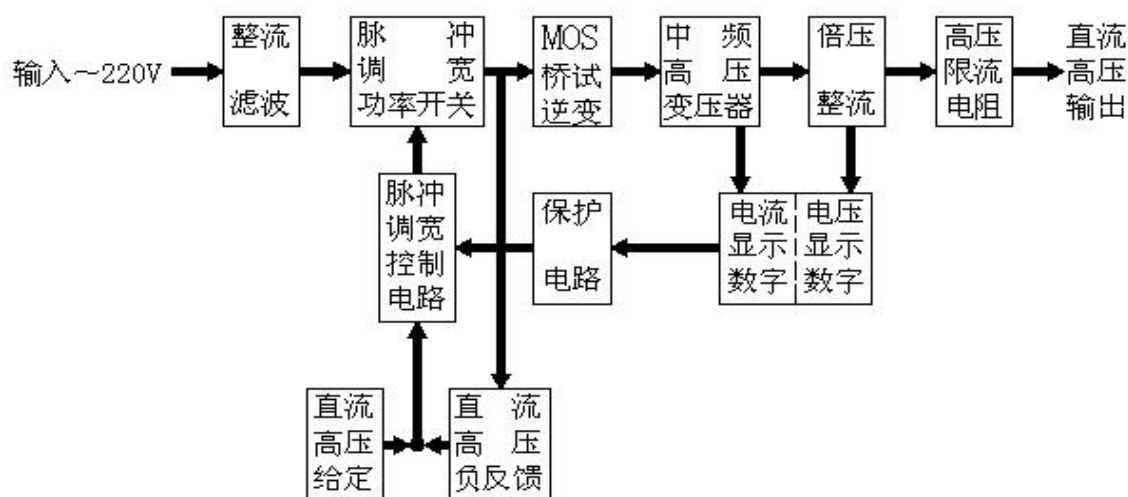 输入～220V
整流
滤波
脉 冲
调 宽
功率开关
MOS
桥试
逆变
中 频
高 压
变压器
倍压
整流
高压
限流
电阻
直流
高压
输出
脉冲
调宽
控制
电路
保护
电路
电流
显示
数字
电压
显示
数字
直流
高压
给定
直 流
高 压
负反馈